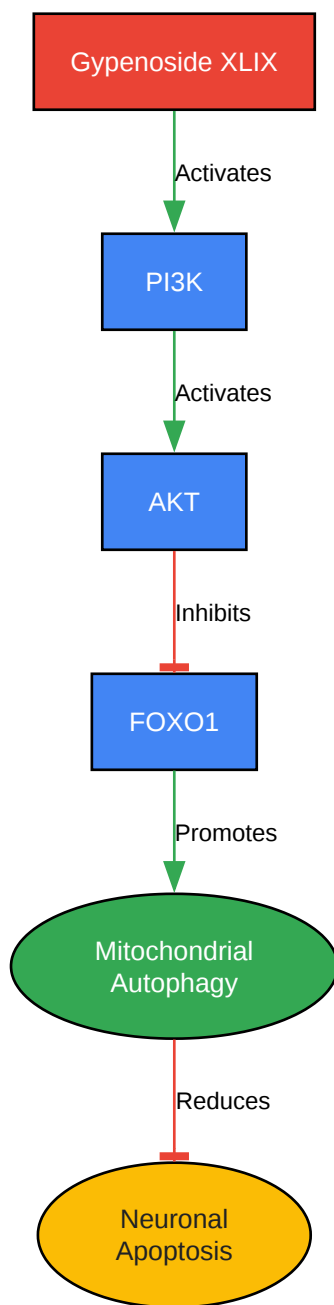 Gypenoside XLIX
Activates
PI3K
Activates
AKT
Inhibits
FOXO1
Promotes
Mitochondrial
Autophagy
Reduces
Neuronal
Apoptosis